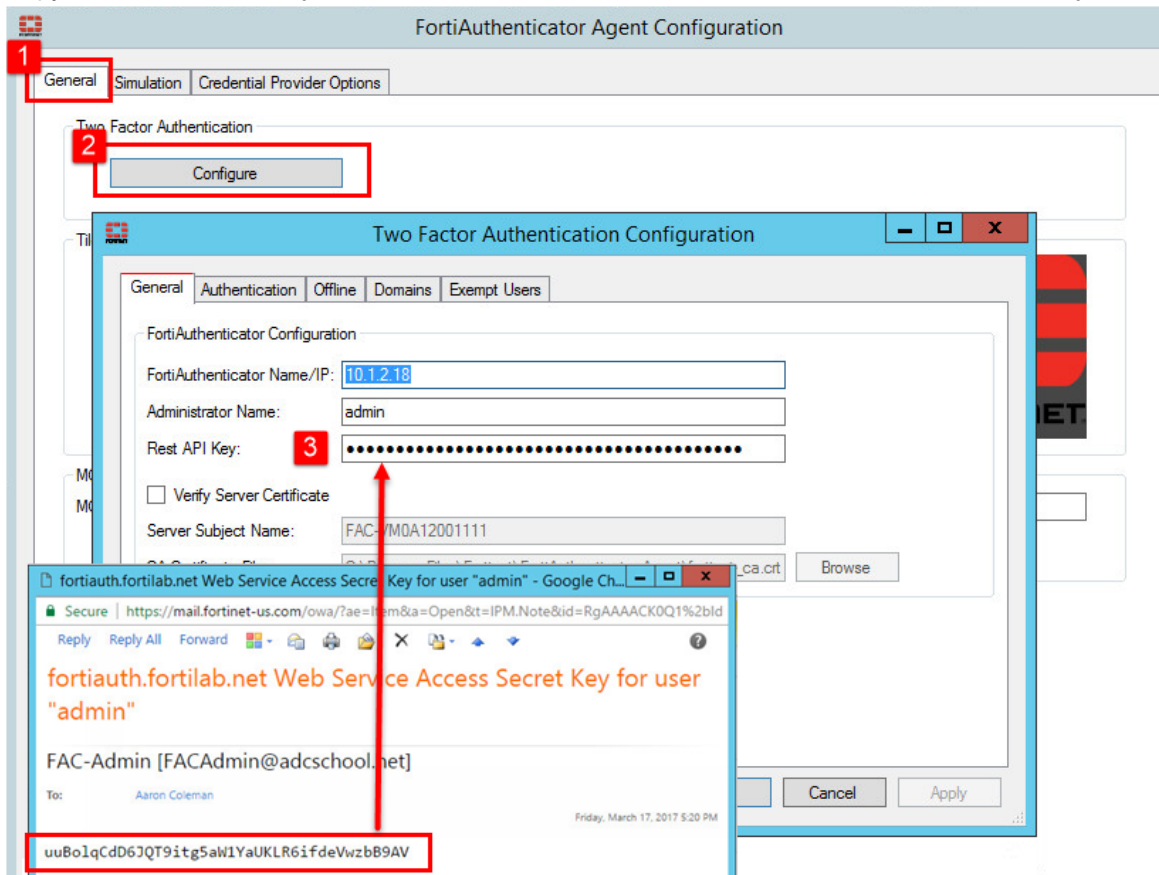 FortiAuthenticator Agent Configuration
1
General Simulation Credential Provider Options
Two Factor Authentication
2
Configure
Two Factor Authentication Configuration
General Authentication Offline Domains Exempt Users
FortiAuthenticator Configuration
FortiAuthenticator Name/IP: 10.1.2.18
Administrator Name: admin
Rest API Key: 3
Verify Server Certificate
Server Subject Name: FAC-VM0A12001111
_ca.crt Browse
fortiauth.fortilab.net Web Service Access Secret Key for user "admin" - Google Ch...
Secure https://mail.fortinet-us.com/owa/?ae=Item&a=Open&t=IPM.Note&id=RgAAAACK0Q1%2bId
Reply Reply All Forward
fortiauth.fortilab.net Web Service Access Secret Key for user
"admin"
FAC-Admin [FACAdmin@adcschool.net]
To: Aaron Coleman
Cancel Apply
Friday, March 17, 2017 5:20 PM
uuBolqCdD6JQT9itg5aW1YaUKLR6ifdeVwzbB9AV